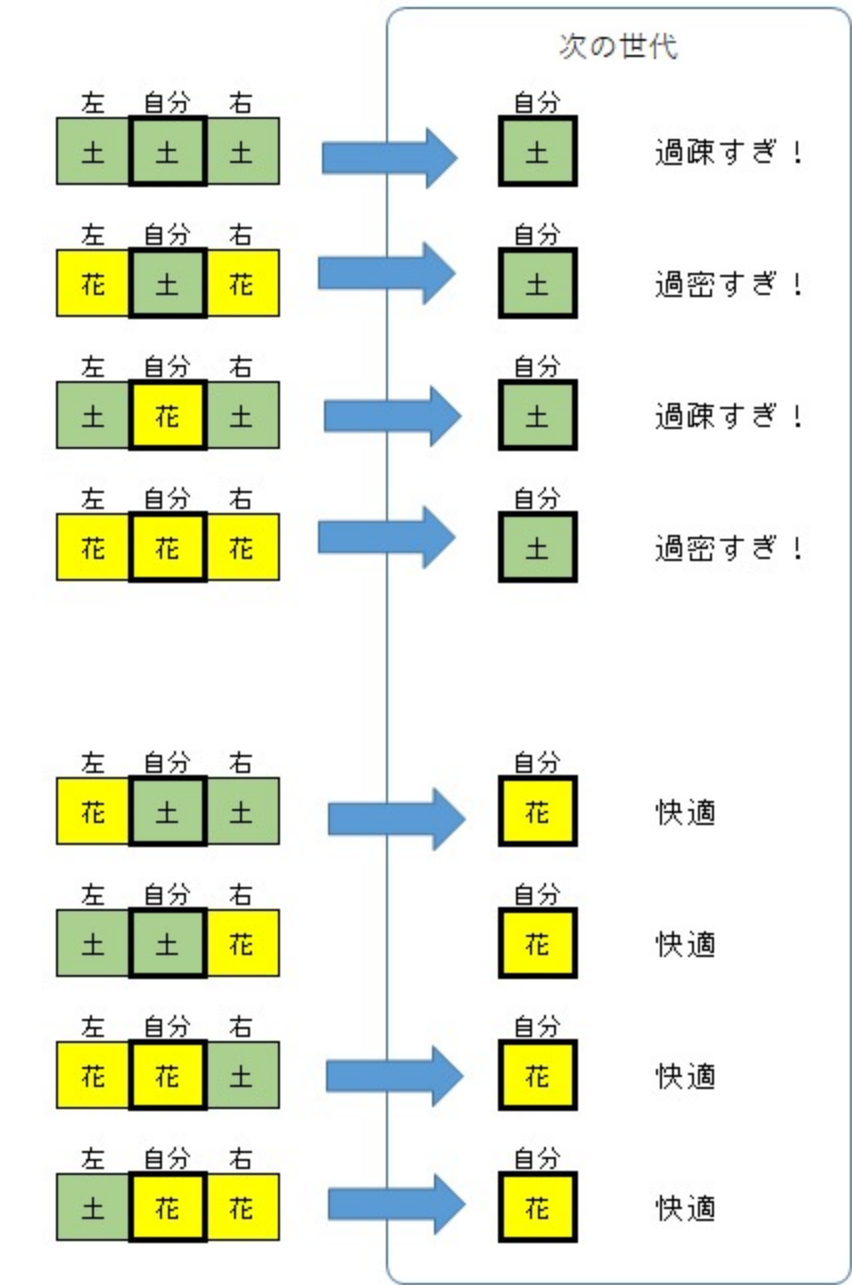 次の世代
左 自分 右 自分
土 土 土 土 過疎すぎ！
左 自分 右 自分
花 土 花 土 過密すぎ！
左 自分 右 自分
土 花 土 土 過疎すぎ！
左 自分 右 自分
花 花 花 土 過密すぎ！
左 自分 右 自分
花 土 土 花 快適
左 自分 右 自分
土 土 花 花 快適
左 自分 右 自分
花 花 土 花 快適
左 自分 右 自分
土 花 花 花 快適